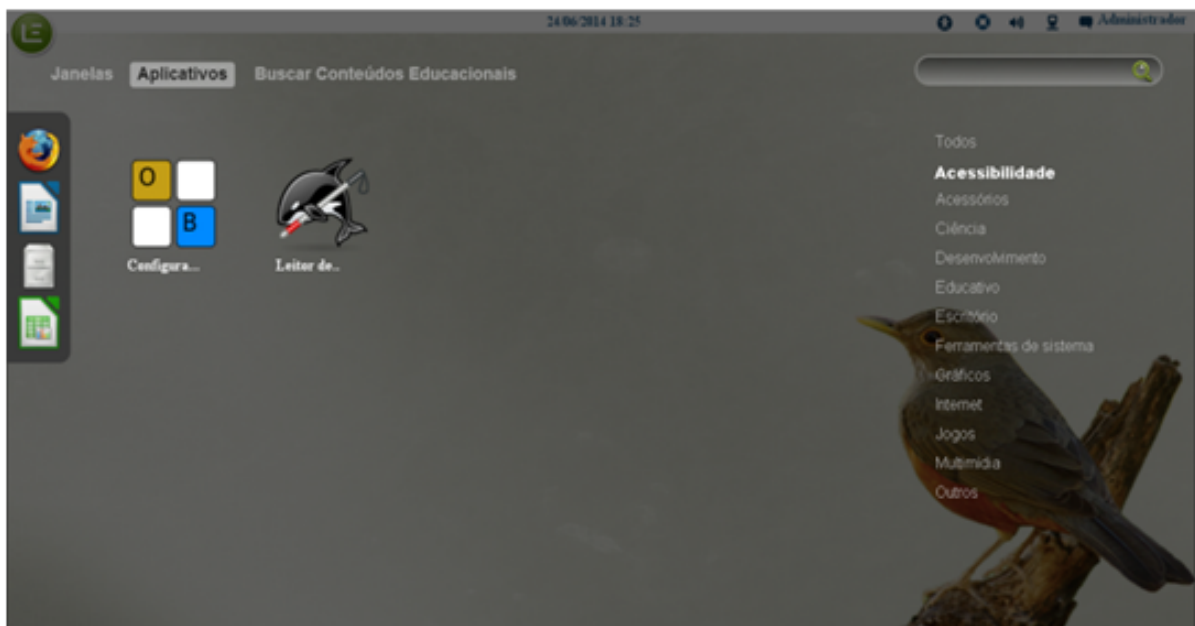 24/06/2014 18:25
Administrador
LE
Janelas Aplicativos Buscar Conteúdos Educacionais
O
B
Configura...
Leitor de..
Todos
Acessibilidade
Acessórios
Ciência
Desenvolvimento
Educativo
Escritório
Ferramentas de sistema
Gráficos
Internet
Jogos
Multimídia
Outros